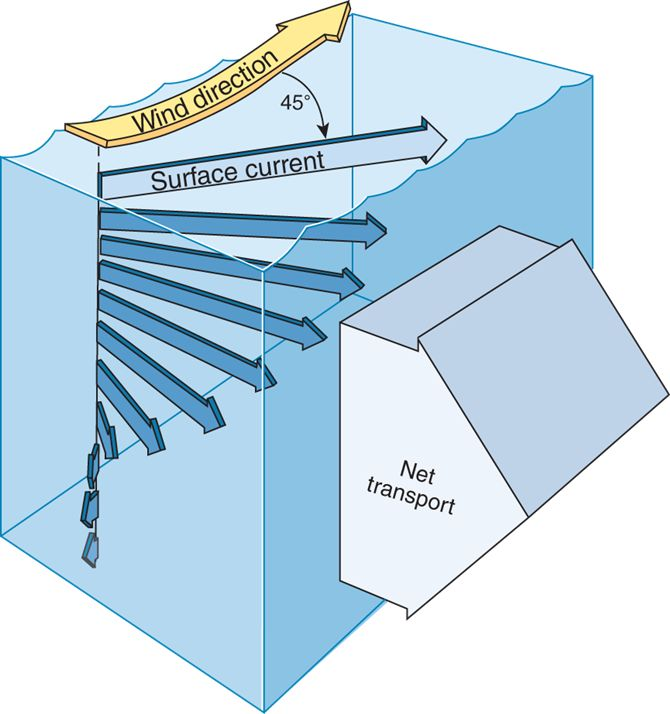 Wind direction
45°
Surface current
Net
transport